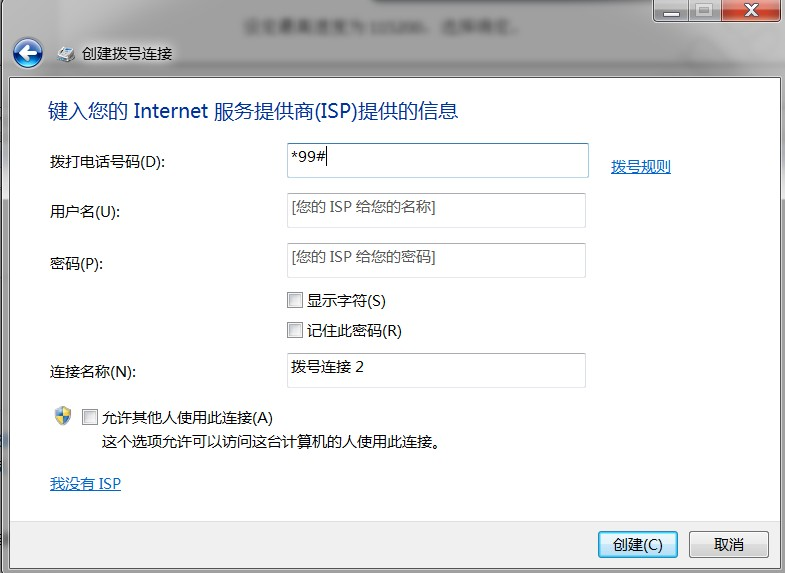 设定最高速度为 115200，选择确定。
创建拨号连接
键入您的 Internet 服务提供商(ISP)提供的信息
拨打电话号码(D):
*99#
拨号规则
用户名(U):
[您的 ISP 给您的名称]
密码(P):
[您的 ISP 给您的密码]
显示字符(S)
记住此密码(R)
连接名称(N):
拨号连接 2
允许其他人使用此连接(A)
这个选项允许可以访问这台计算机的人使用此连接。
我没有 ISP
创建(C)
取消